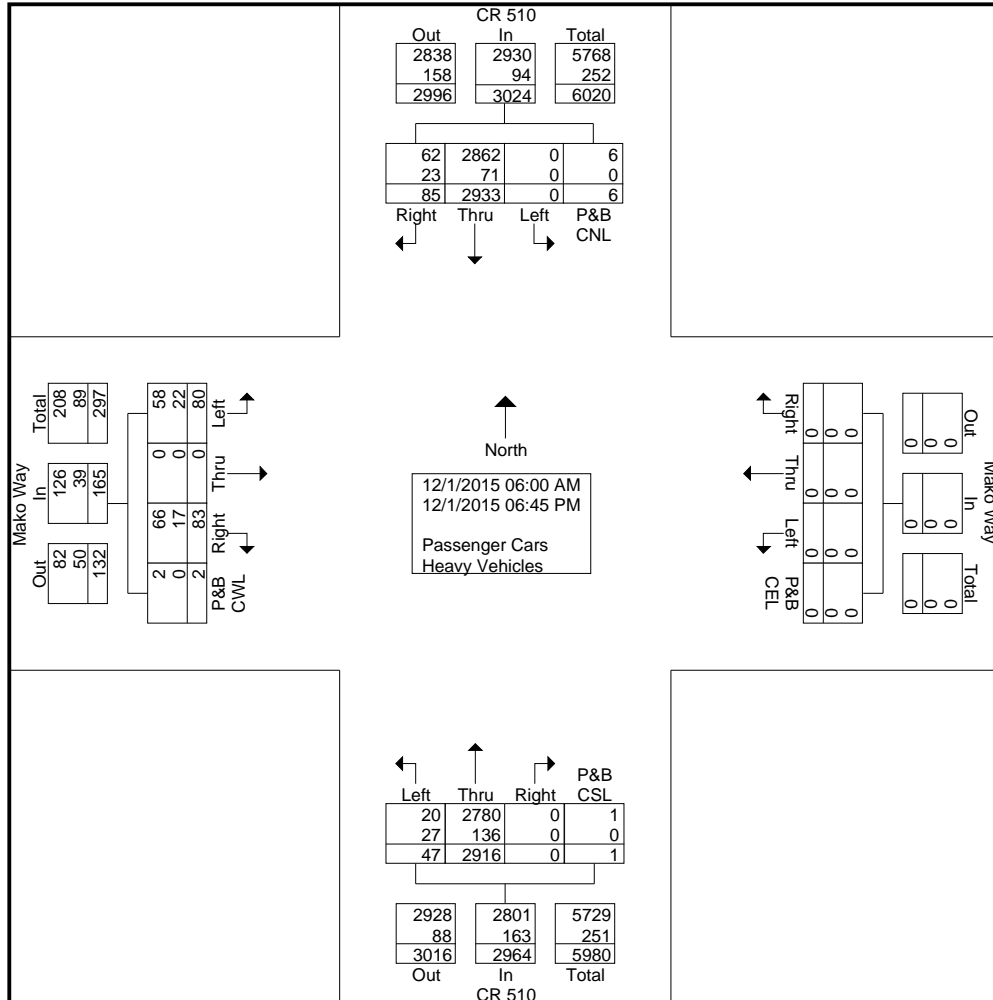 CR 510
Out In Total
2838 2930 5768
158 94 252
2996 3024 6020
62 2862 0 6
23 71 0 0
85 2933 0 6
Right Thru Left P&B
CNL
Mako Way
Total In Out
208 126 82
89 39 50
297 165 132
58 0 66 2
22 0 17 0
80 0 83 2
Left Thru Right P&B
CWL
North
12/1/2015 06:00 AM
12/1/2015 06:45 PM
Passenger Cars
Heavy Vehicles
Right Thru Left P&B
CEL
0 0 0 0
0 0 0 0
0 0 0 0
Out In Total
0 0 0
0 0 0
0 0 0
Mako Way
P&B
Left Thru Right CSL
20 2780 0 1
27 136 0 0
47 2916 0 1
2928 2801 5729
88 163 251
3016 2964 5980
Out In Total
CR 510